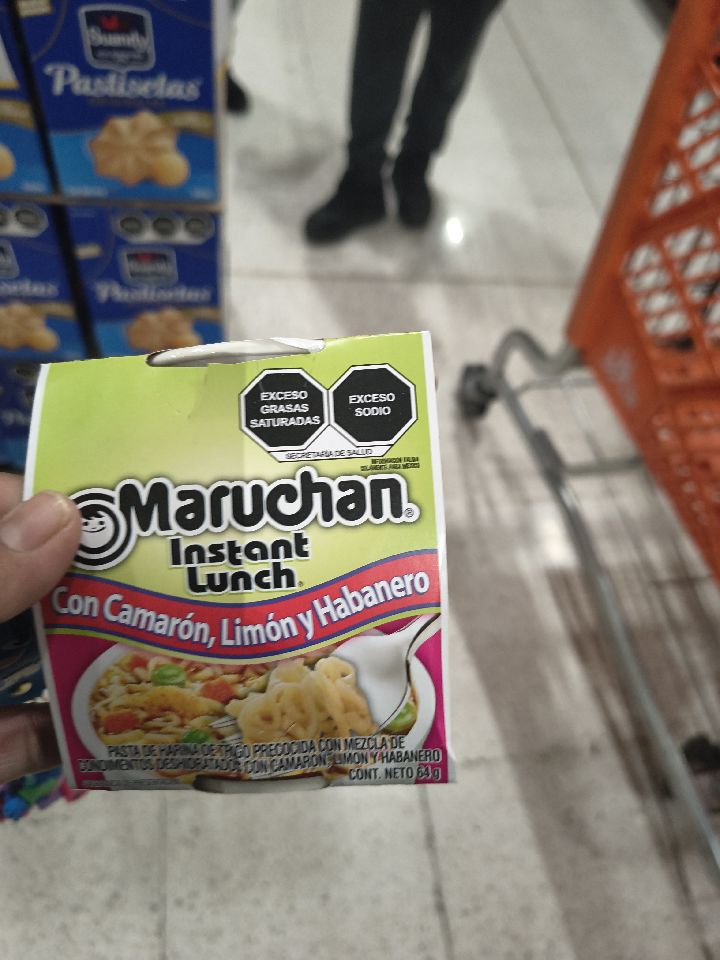 Pastisetas
Pastisetas
EXCESO
GRASAS
SATURADAS
EXCESO
SODIO
SECRETARÍA DE SALUD
Maruchan®
Instant
Lunch®
Con Camarón, Limón y Habanero
PASTA DE HARINA DE TRIGO PRECOCIDA CON MEZCLA DE
CONDIMENTOS DESHIDRATADOS CON CAMARÓN, LIMÓN Y HABANERO
CONT. NETO 64 g